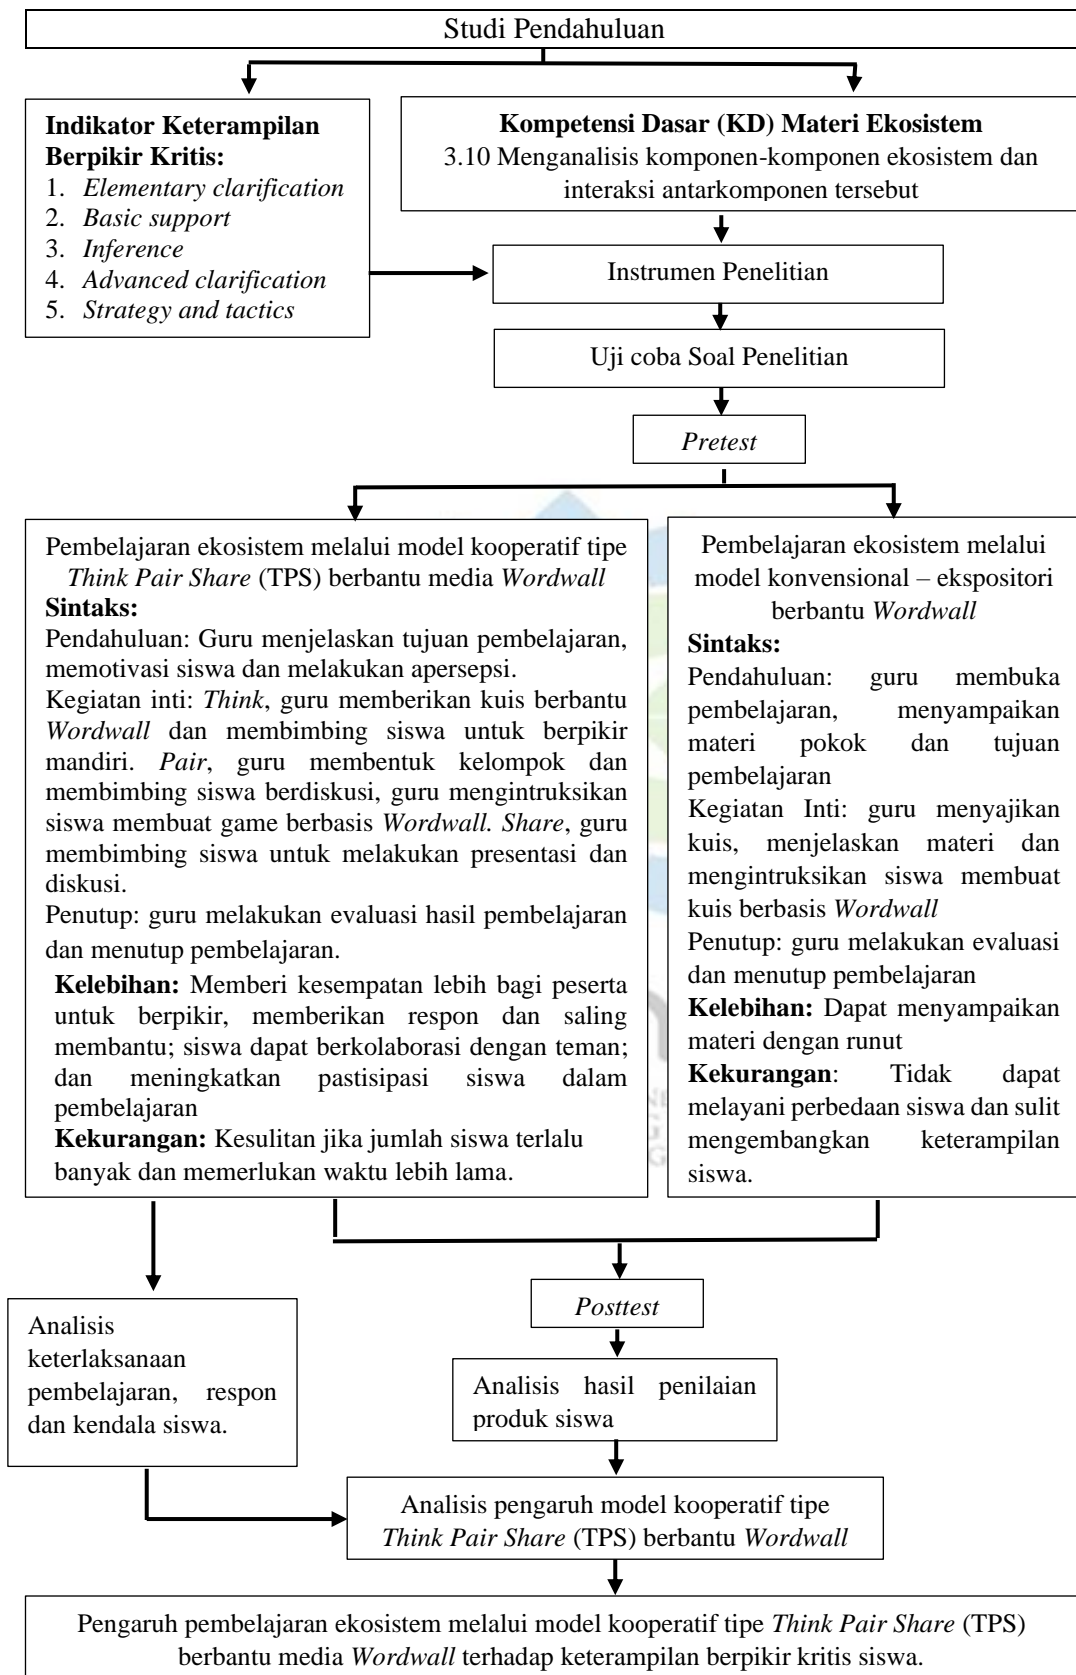 Studi Pendahuluan
Indikator Keterampilan
Berpikir Kritis:
1. Elementary clarification
2. Basic support
3. Inference
4. Advanced clarification
5. Strategy and tactics
Kompetensi Dasar (KD) Materi Ekosistem
3.10 Menganalisis komponen-komponen ekosistem dan
interaksi antarkomponen tersebut
Instrumen Penelitian
Uji coba Soal Penelitian
Pretest
Pembelajaran ekosistem melalui model kooperatif tipe
Think Pair Share (TPS) berbantu media Wordwall
Sintaks:
Pendahuluan: Guru menjelaskan tujuan pembelajaran,
memotivasi siswa dan melakukan apersepsi.
Kegiatan inti: Think, guru memberikan kuis berbantu
Wordwall dan membimbing siswa untuk berpikir
mandiri. Pair, guru membentuk kelompok dan
membimbing siswa berdiskusi, guru mengintruksikan
siswa membuat game berbasis Wordwall. Share, guru
membimbing siswa untuk melakukan presentasi dan
diskusi.
Penutup: guru melakukan evaluasi hasil pembelajaran
dan menutup pembelajaran.
Kelebihan: Memberi kesempatan lebih bagi peserta
untuk berpikir, memberikan respon dan saling
membantu; siswa dapat berkolaborasi dengan teman;
dan meningkatkan pastisipasi siswa dalam
pembelajaran
Kekurangan: Kesulitan jika jumlah siswa terlalu
banyak dan memerlukan waktu lebih lama.
Pembelajaran ekosistem melalui
model konvensional – ekspositori
berbantu Wordwall
Sintaks:
Pendahuluan: guru membuka
pembelajaran, menyampaikan
materi pokok dan tujuan
pembelajaran
Kegiatan Inti: guru menyajikan
kuis, menjelaskan materi dan
mengintruksikan siswa membuat
kuis berbasis Wordwall
Penutup: guru melakukan evaluasi
dan menutup pembelajaran
Kelebihan: Dapat menyampaikan
materi dengan runut
Kekurangan: Tidak dapat
melayani perbedaan siswa dan sulit
mengembangkan keterampilan
siswa.
Analisis
keterlaksanaan
pembelajaran, respon
dan kendala siswa.
Posttest
Analisis hasil penilaian
produk siswa
Analisis pengaruh model kooperatif tipe
Think Pair Share (TPS) berbantu Wordwall
Pengaruh pembelajaran ekosistem melalui model kooperatif tipe Think Pair Share (TPS)
berbantu media Wordwall terhadap keterampilan berpikir kritis siswa.